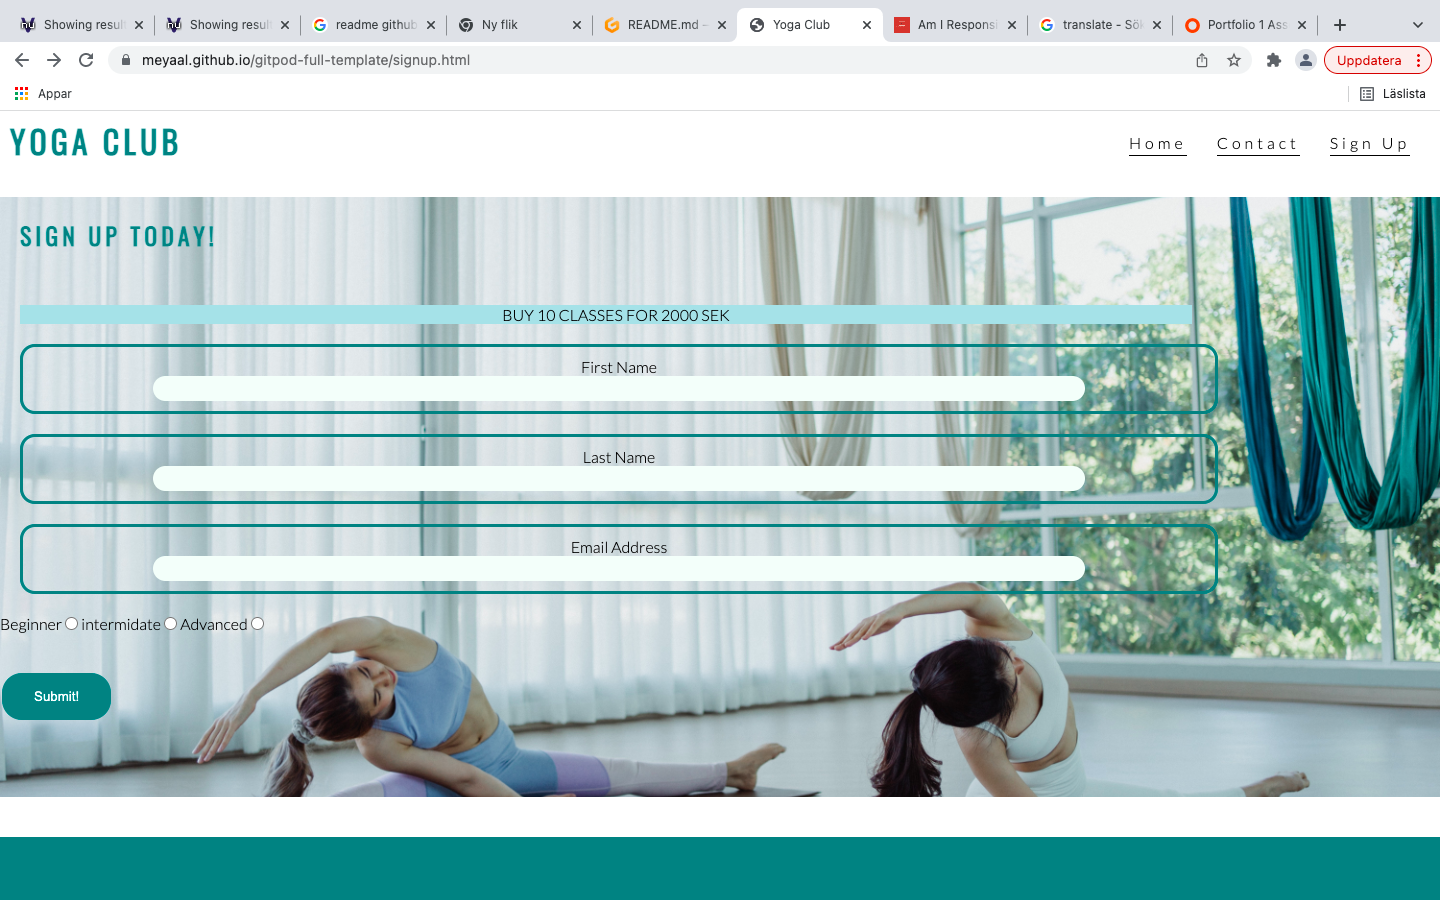 Showing resul
Showing resul
readme github
Ny flik
README.md -
Yoga Club
Am I Responsi
translate - Sök
Portfolio 1 Ass
meyaal.github.io/gitpod-full-template/signup.html
Uppdatera
Appar
Läslista
YOGA CLUB
Home Contact Sign Up
SIGN UP TODAY!
BUY 10 CLASSES FOR 2000 SEK
First Name
Last Name
Email Address
Beginner intermidate Advanced
Submit!